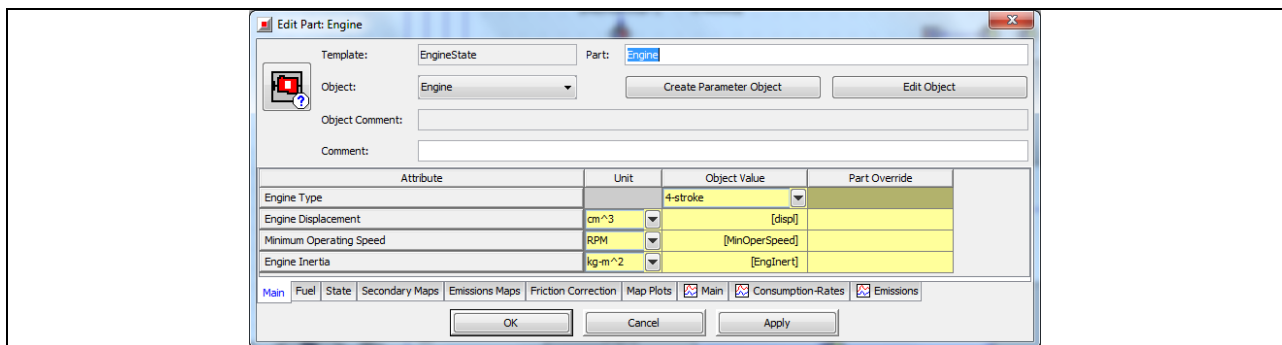 Edit Part: Engine
Template: EngineState Part: Engine
Object: Engine Create Parameter Object Edit Object
Object Comment:
Comment:
Attribute Unit Object Value Part Override
Engine Type 4-stroke
Engine Displacement cm^3 [displ]
Minimum Operating Speed RPM [MinOperSpeed]
Engine Inertia kg-m^2 [EngInert]
Main Fuel State Secondary Maps Emissions Maps Friction Correction Map Plots Main Consumption-Rates Emissions
OK Cancel Apply